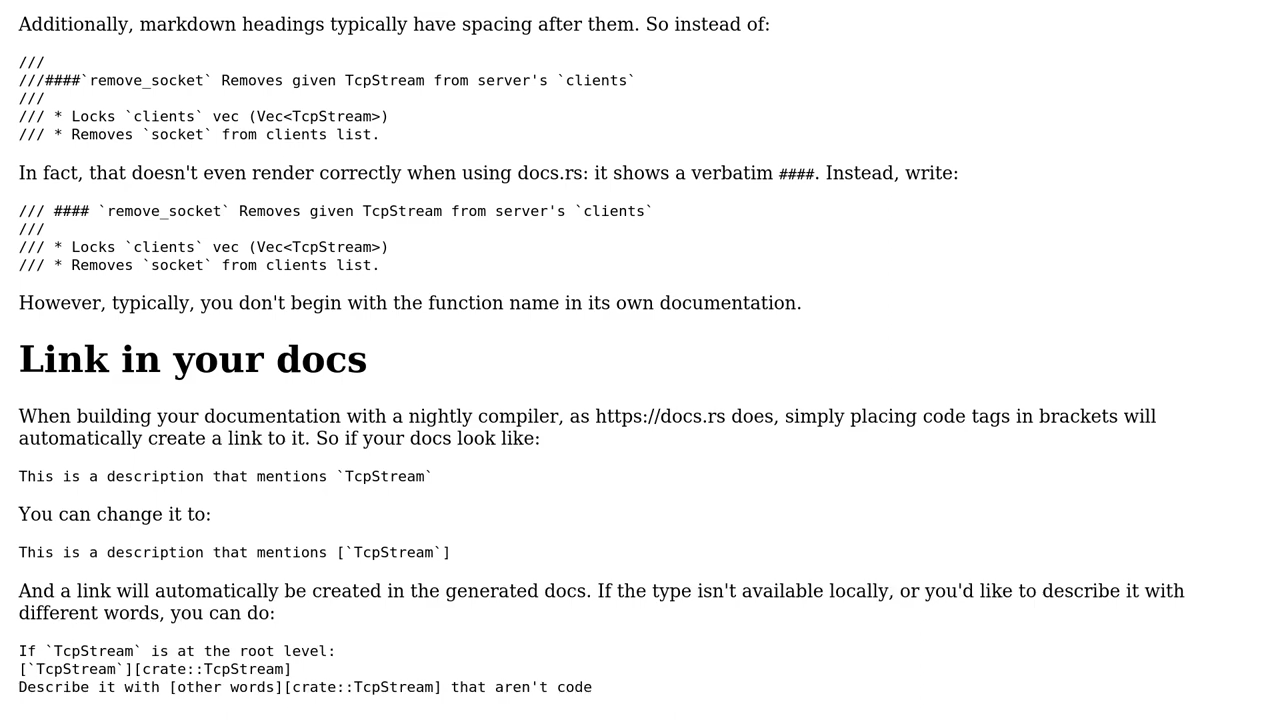 Additionally, markdown headings typically have spacing after them. So instead of:
///
///####`remove_socket` Removes given TcpStream from server's `clients`
///
/// * Locks `clients` vec (Vec<TcpStream>)
/// * Removes `socket` from clients list.
In fact, that doesn't even render correctly when using docs.rs: it shows a verbatim ####. Instead, write:
/// #### `remove_socket` Removes given TcpStream from server's `clients`
///
/// * Locks `clients` vec (Vec<TcpStream>)
/// * Removes `socket` from clients list.
However, typically, you don't begin with the function name in its own documentation.
Link in your docs
When building your documentation with a nightly compiler, as https://docs.rs does, simply placing code tags in brackets will
automatically create a link to it. So if your docs look like:
This is a description that mentions `TcpStream`
You can change it to:
This is a description that mentions [`TcpStream`]
And a link will automatically be created in the generated docs. If the type isn't available locally, or you'd like to describe it with
different words, you can do:
If `TcpStream` is at the root level:
[`TcpStream`][crate::TcpStream]
Describe it with [other words][crate::TcpStream] that aren't code